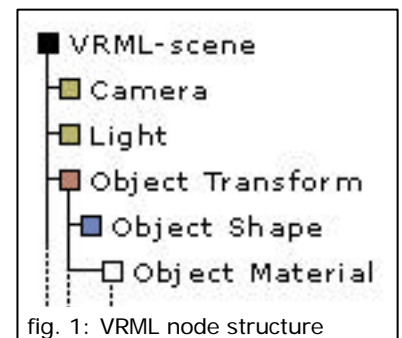 VRML-scene
Camera
Light
Object Transform
Object Shape
Object Material
fig. 1: VRML node structure